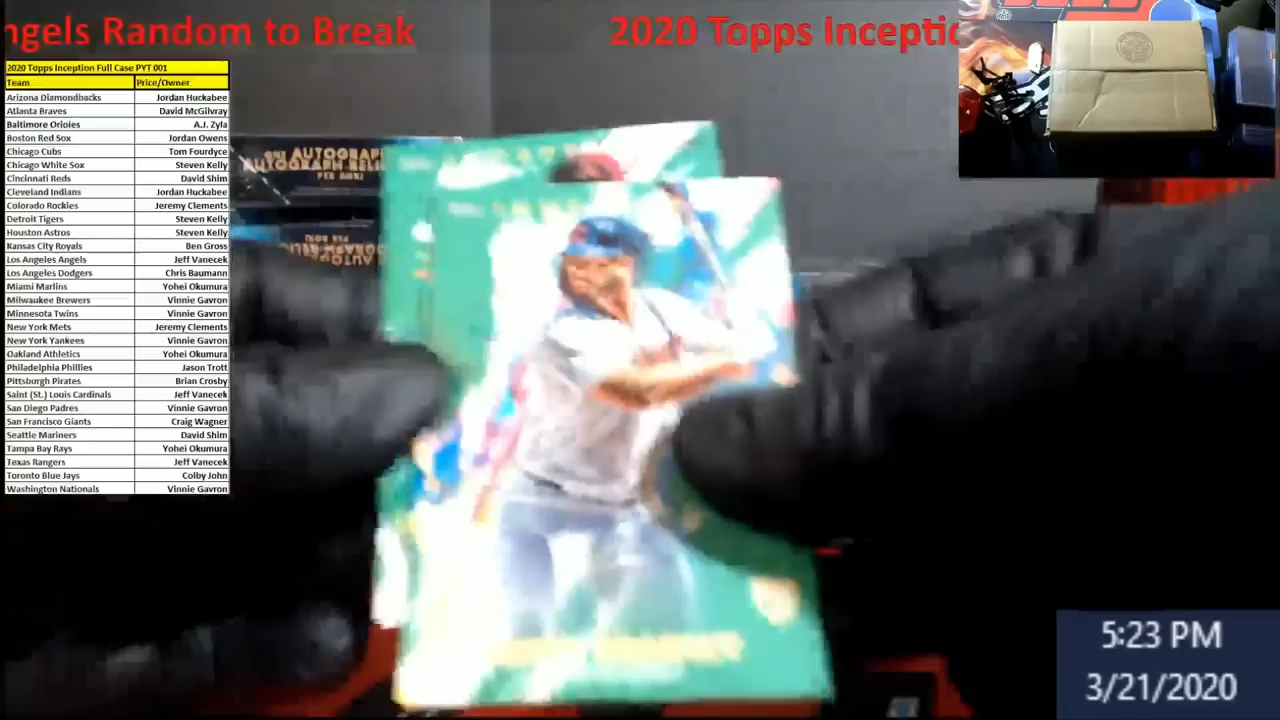 ngels Random to Break
2020 Topps Inceptio
2020 Topps Inception Full Case PYT 001
Team Price/Owner
Arizona Diamondbacks Jordan Huckabee
Atlanta Braves David McGilvray
Baltimore Orioles A.J. Zyla
Boston Red Sox Jordan Owens
Chicago Cubs Tom Fourdyce
Chicago White Sox Steven Kelly
Cincinnati Reds David Shim
Cleveland Indians Jordan Huckabee
Colorado Rockies Jeremy Clements
Detroit Tigers Steven Kelly
Houston Astros Steven Kelly
Kansas City Royals Ben Gross
Los Angeles Angels Jeff Vanecek
Los Angeles Dodgers Chris Baumann
Miami Marlins Yohei Okumura
Milwaukee Brewers Vinnie Gavron
Minnesota Twins Vinnie Gavron
New York Mets Jeremy Clements
New York Yankees Vinnie Gavron
Oakland Athletics Yohei Okumura
Philadelphia Phillies Jason Trott
Pittsburgh Pirates Brian Crosby
Saint (St.) Louis Cardinals Jeff Vanecek
San Diego Padres Vinnie Gavron
San Francisco Giants Craig Wagner
Seattle Mariners David Shim
Tampa Bay Rays Yohei Okumura
Texas Rangers Jeff Vanecek
Toronto Blue Jays Colby John
Washington Nationals Vinnie Gavron
AUTOGRAP
AUTOGRAPH RELI
PER BOX!
5:23 PM
3/21/2020